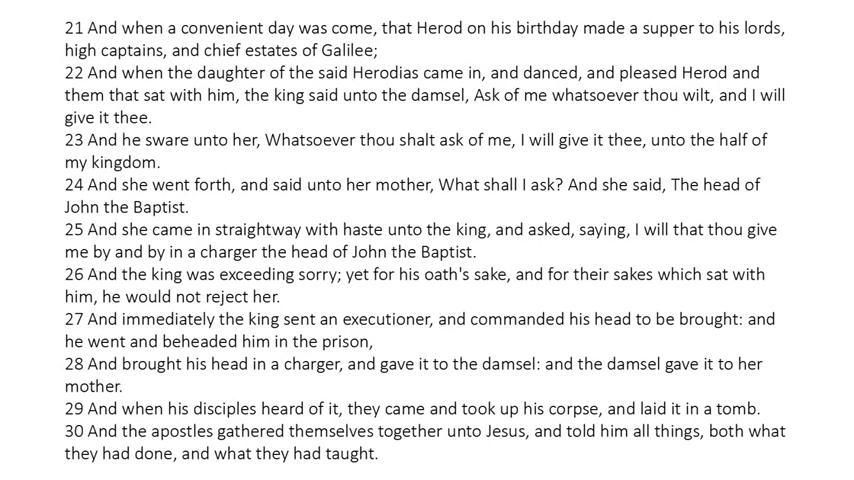 21 And when a convenient day was come, that Herod on his birthday made a supper to his lords,
high captains, and chief estates of Galilee;
22 And when the daughter of the said Herodias came in, and danced, and pleased Herod and
them that sat with him, the king said unto the damsel, Ask of me whatsoever thou wilt, and I will
give it thee.
23 And he sware unto her, Whatsoever thou shalt ask of me, I will give it thee, unto the half of
my kingdom.
24 And she went forth, and said unto her mother, What shall I ask? And she said, The head of
John the Baptist.
25 And she came in straightway with haste unto the king, and asked, saying, I will that thou give
me by and by in a charger the head of John the Baptist.
26 And the king was exceeding sorry; yet for his oath's sake, and for their sakes which sat with
him, he would not reject her.
27 And immediately the king sent an executioner, and commanded his head to be brought: and
he went and beheaded him in the prison,
28 And brought his head in a charger, and gave it to the damsel: and the damsel gave it to her
mother.
29 And when his disciples heard of it, they came and took up his corpse, and laid it in a tomb.
30 And the apostles gathered themselves together unto Jesus, and told him all things, both what
they had done, and what they had taught.